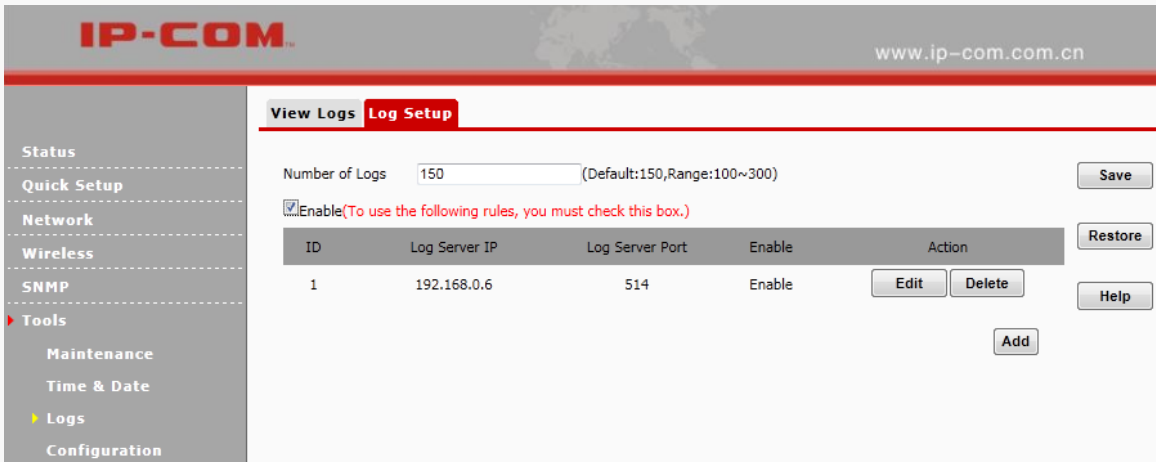 IP-COM™
www.ip-com.com.cn
View Logs Log Setup
Status
Quick Setup
Network
Wireless
SNMP
Tools
Maintenance
Time & Date
Logs
Configuration
Number of Logs 150 (Default:150,Range:100~300)
Enable(To use the following rules, you must check this box.)
ID Log Server IP Log Server Port Enable Action
1 192.168.0.6 514 Enable Edit Delete
Add
Save
Restore
Help